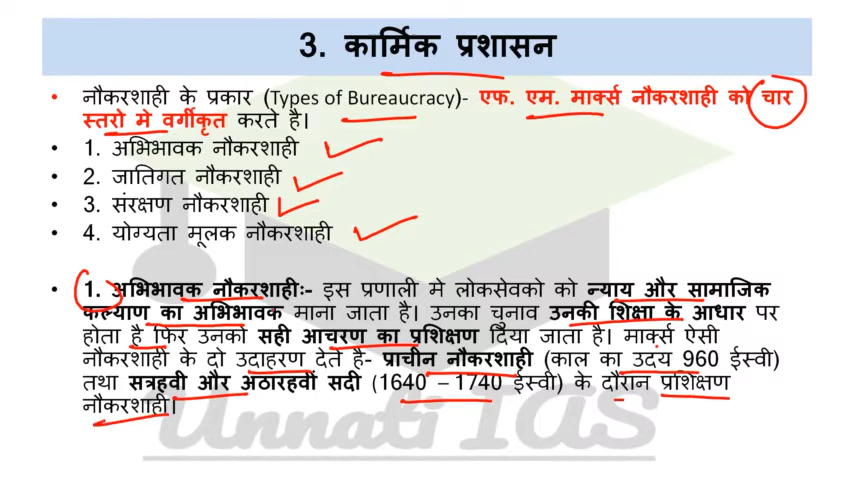 3. कार्मिक प्रशासन
• नौकरशाही के प्रकार (Types of Bureaucracy)- एफ. एम. मार्क्स नौकरशाही को चार
स्तरो मे वर्गीकृत करते है।
• 1. अभिभावक नौकरशाही
• 2. जातिगत नौकरशाही
• 3. संरक्षण नौकरशाही
• 4. योग्यता मूलक नौकरशाही
• 1. अभिभावक नौकरशाहीः- इस प्रणाली मे लोकसेवको को न्याय और सामाजिक
कल्याण का अभिभावक माना जाता है। उनका चुनाव उनकी शिक्षा के आधार पर
होता है फिर उनको सही आचरण का प्रशिक्षण दिया जाता है। मार्क्स ऐसी
नौकरशाही के दो उदाहरण देते है- प्राचीन नौकरशाही (काल का उदय 960 ईस्वी)
तथा सत्रहवी और अठारहवी सदी (1640 – 1740 ईस्वी) के दौरान प्रशिक्षण
नौकरशाही।
Unnati IAS